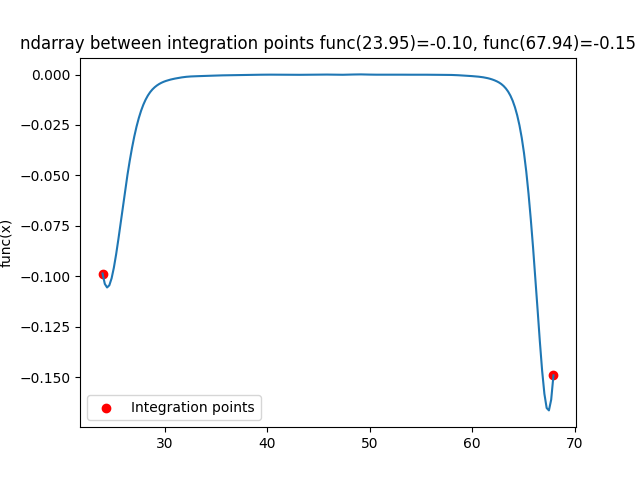 ndarray between integration points func(23.95)=-0.10, func(67.94)=-0.15
0.000
−0.025
−0.050
−0.075
−0.100
−0.125
−0.150
func(x)
Integration points
30 40 50 60 70